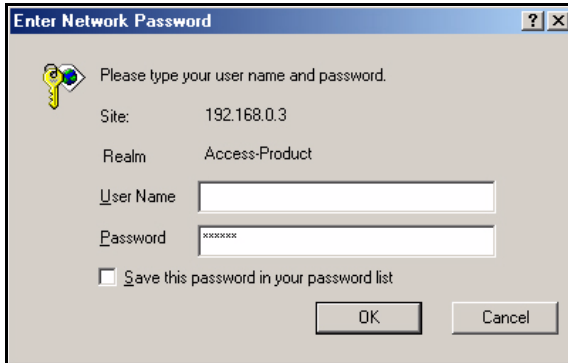 Enter Network Password
Please type your user name and password.
Site: 192.168.0.3
Realm Access-Product
User Name
Password xxxxxx
Save this password in your password list
OK Cancel